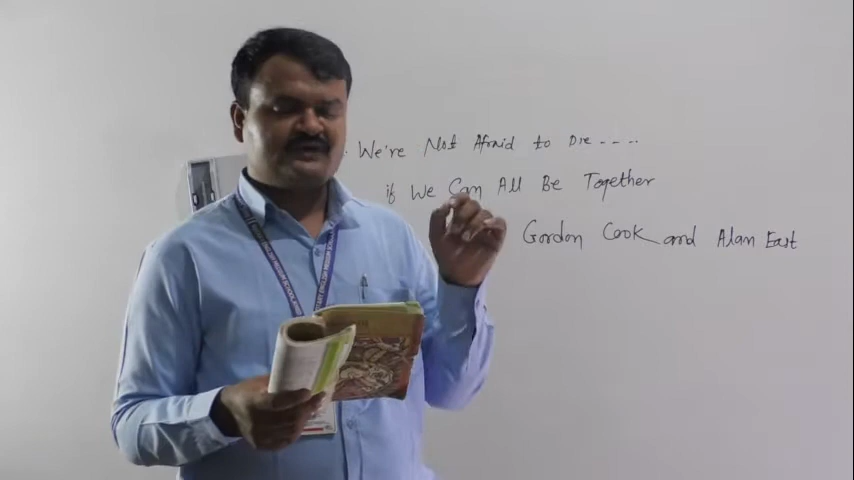 We're Not Afraid to Die....
if We Can All Be Together
Gordon Cook and Alan East